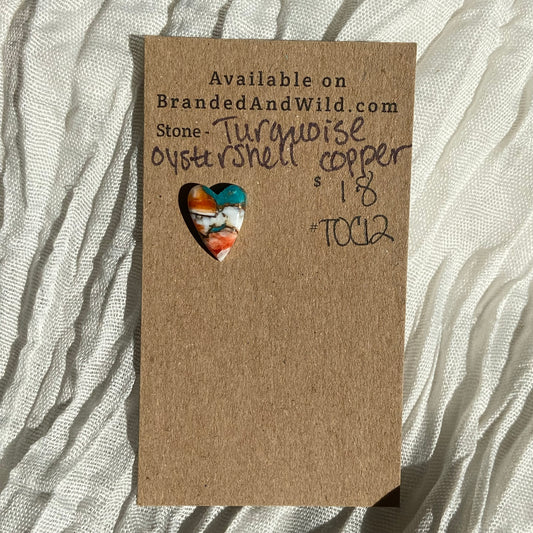 Available on
BrandedAndWild.com
Stone - Turquoise
oystershell copper
$ 18
#TOC12